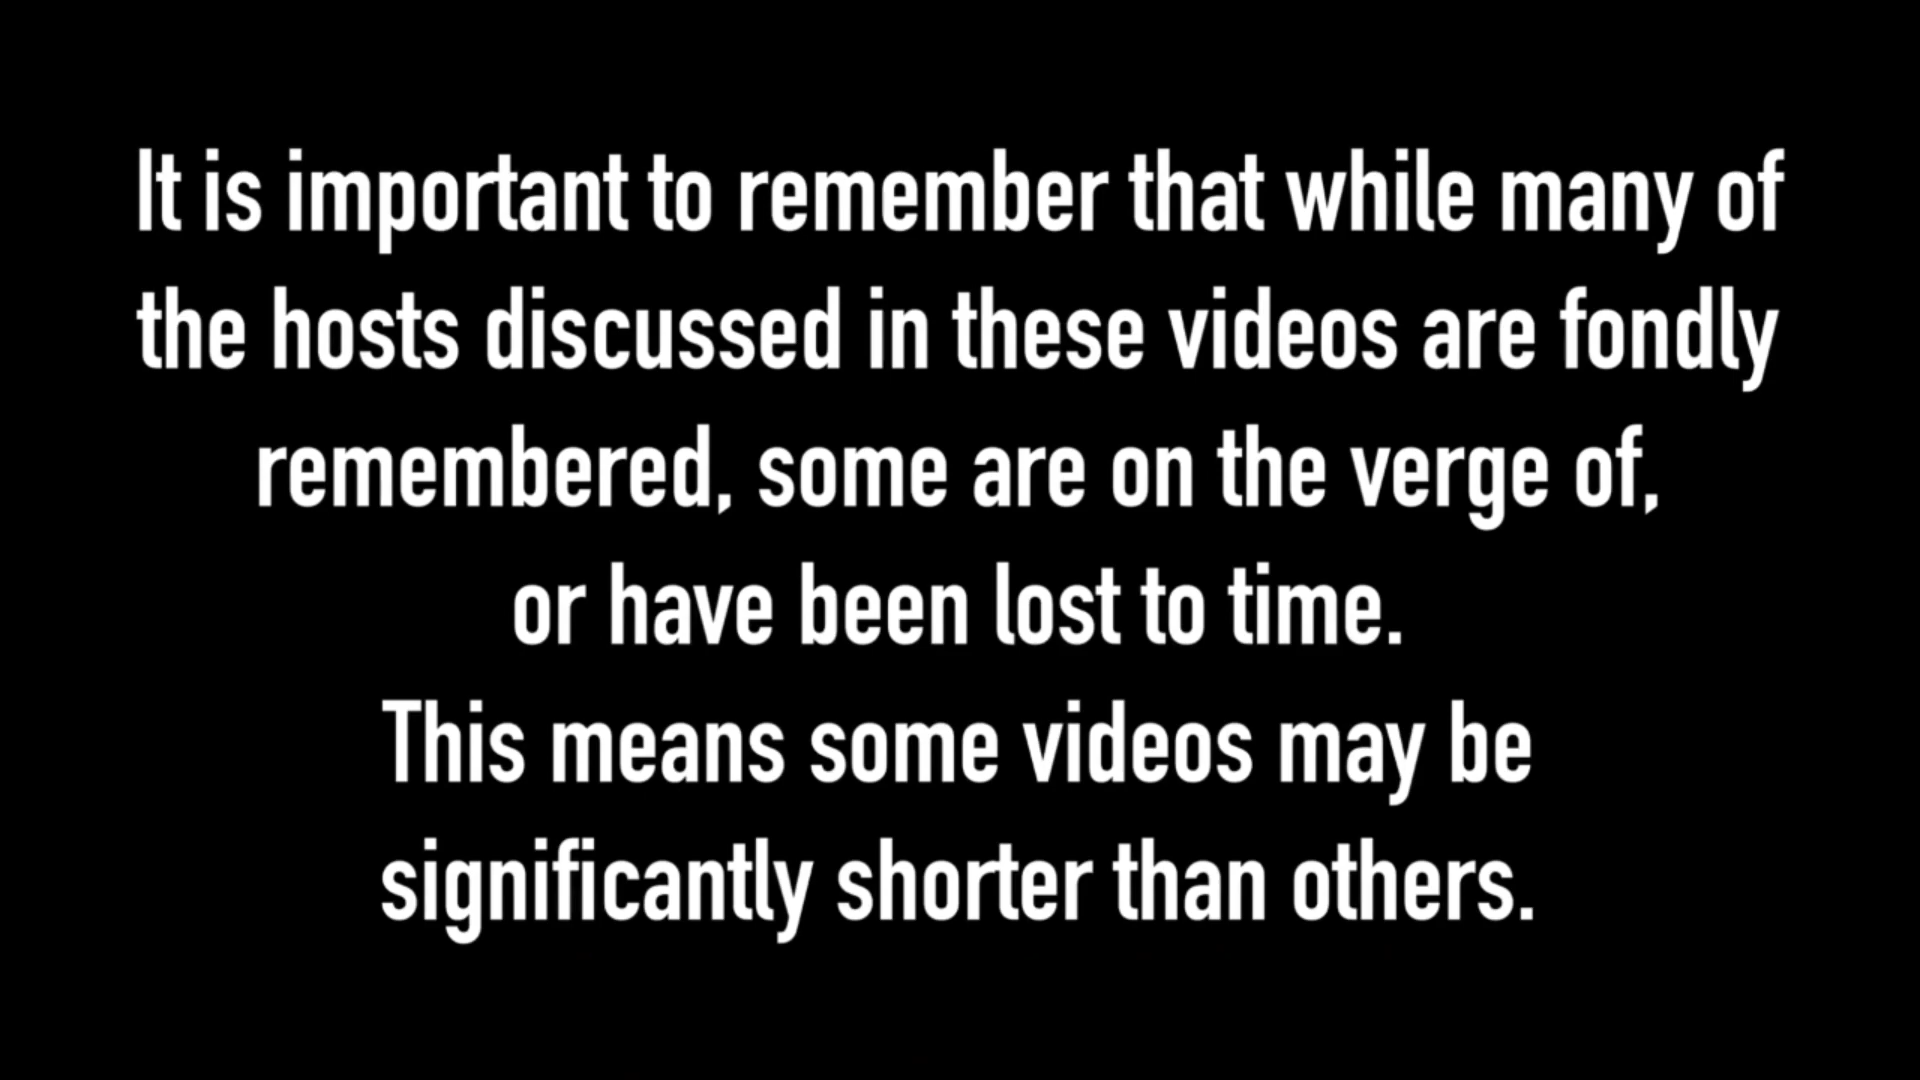 It is important to remember that while many of
the hosts discussed in these videos are fondly
remembered, some are on the verge of,
or have been lost to time.
This means some videos may be
significantly shorter than others.